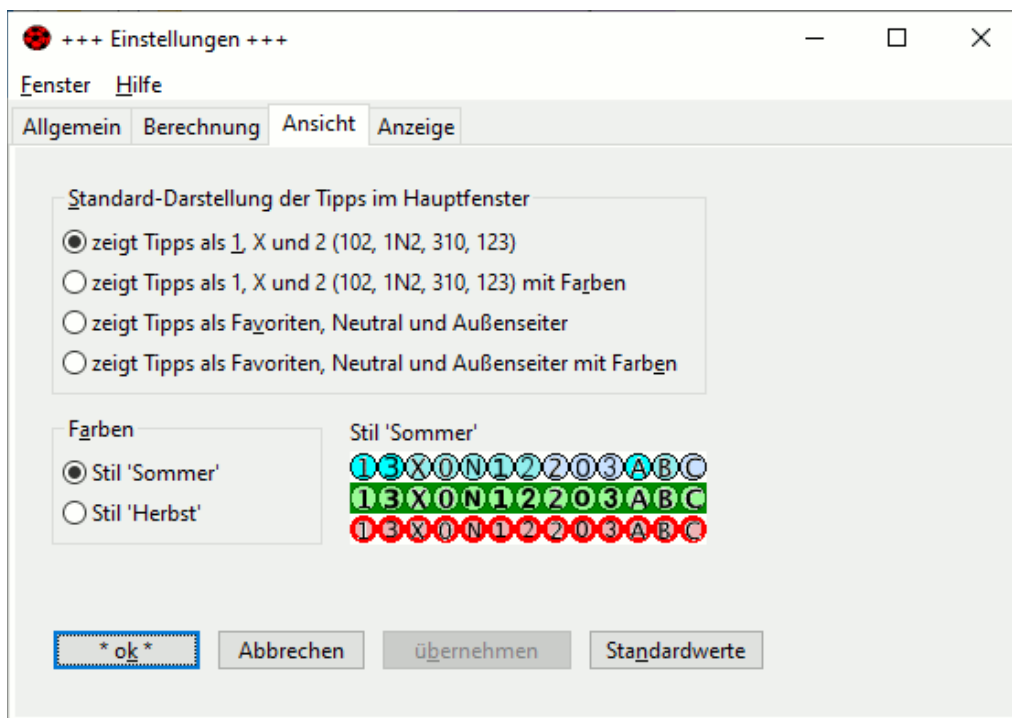 +++ Einstellungen +++
Fenster Hilfe
Allgemein Berechnung Ansicht Anzeige
Standard-Darstellung der Tipps im Hauptfenster
zeigt Tipps als 1, X und 2 (102, 1N2, 310, 123)
zeigt Tipps als 1, X und 2 (102, 1N2, 310, 123) mit Farben
zeigt Tipps als Favoriten, Neutral und Außenseiter
zeigt Tipps als Favoriten, Neutral und Außenseiter mit Farben
Farben
Stil 'Sommer'
Stil 'Herbst'
Stil 'Sommer'
13X0N12203ABC
13X0N12203ABC
13X0N12203ABC
* ok * Abbrechen übernehmen Standardwerte